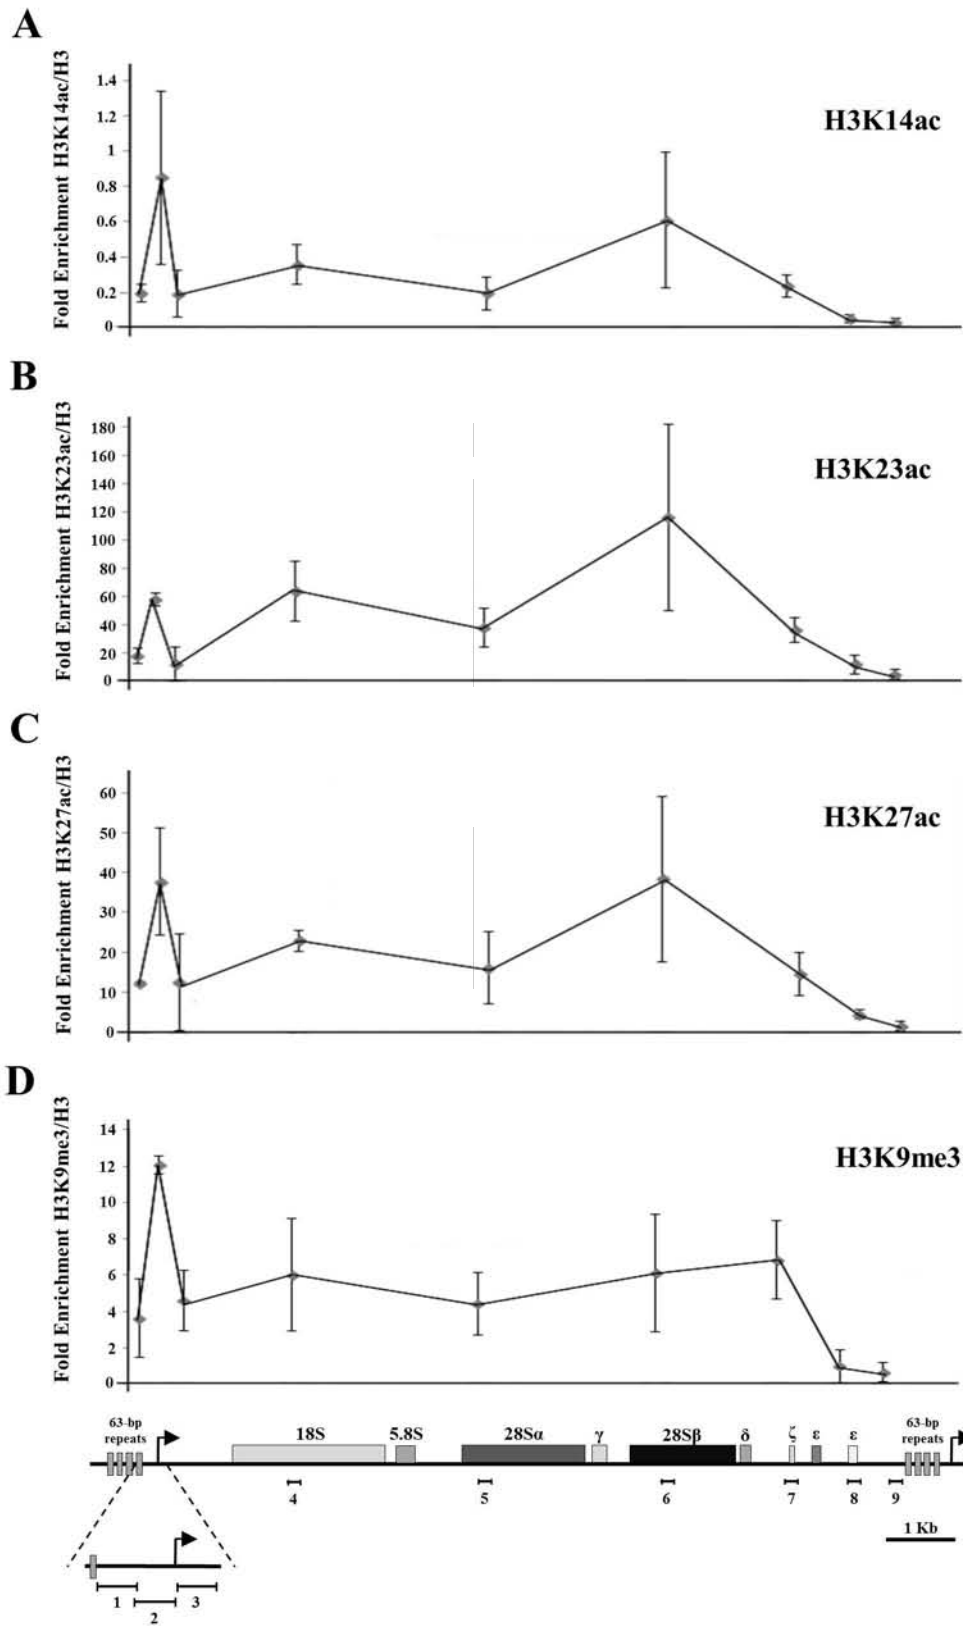 A
Fold Enrichment H3K14ac/H3
1.4
1.2
1
0.8
0.6
0.4
0.2
0
H3K14ac
B
Fold Enrichment H3K23ac/H3
180
160
140
120
100
80
60
40
20
0
H3K23ac
C
Fold Enrichment H3K27ac/H3
60
50
40
30
20
10
0
H3K27ac
D
Fold Enrichment H3K9me3/H3
14
12
10
8
6
4
2
0
H3K9me3
63-bp
repeats
18S 5.8S 28Sα γ 28Sβ δ ζ ε ε
63-bp
repeats
4 5 6 7 8 9
1 Kb
1 3
2